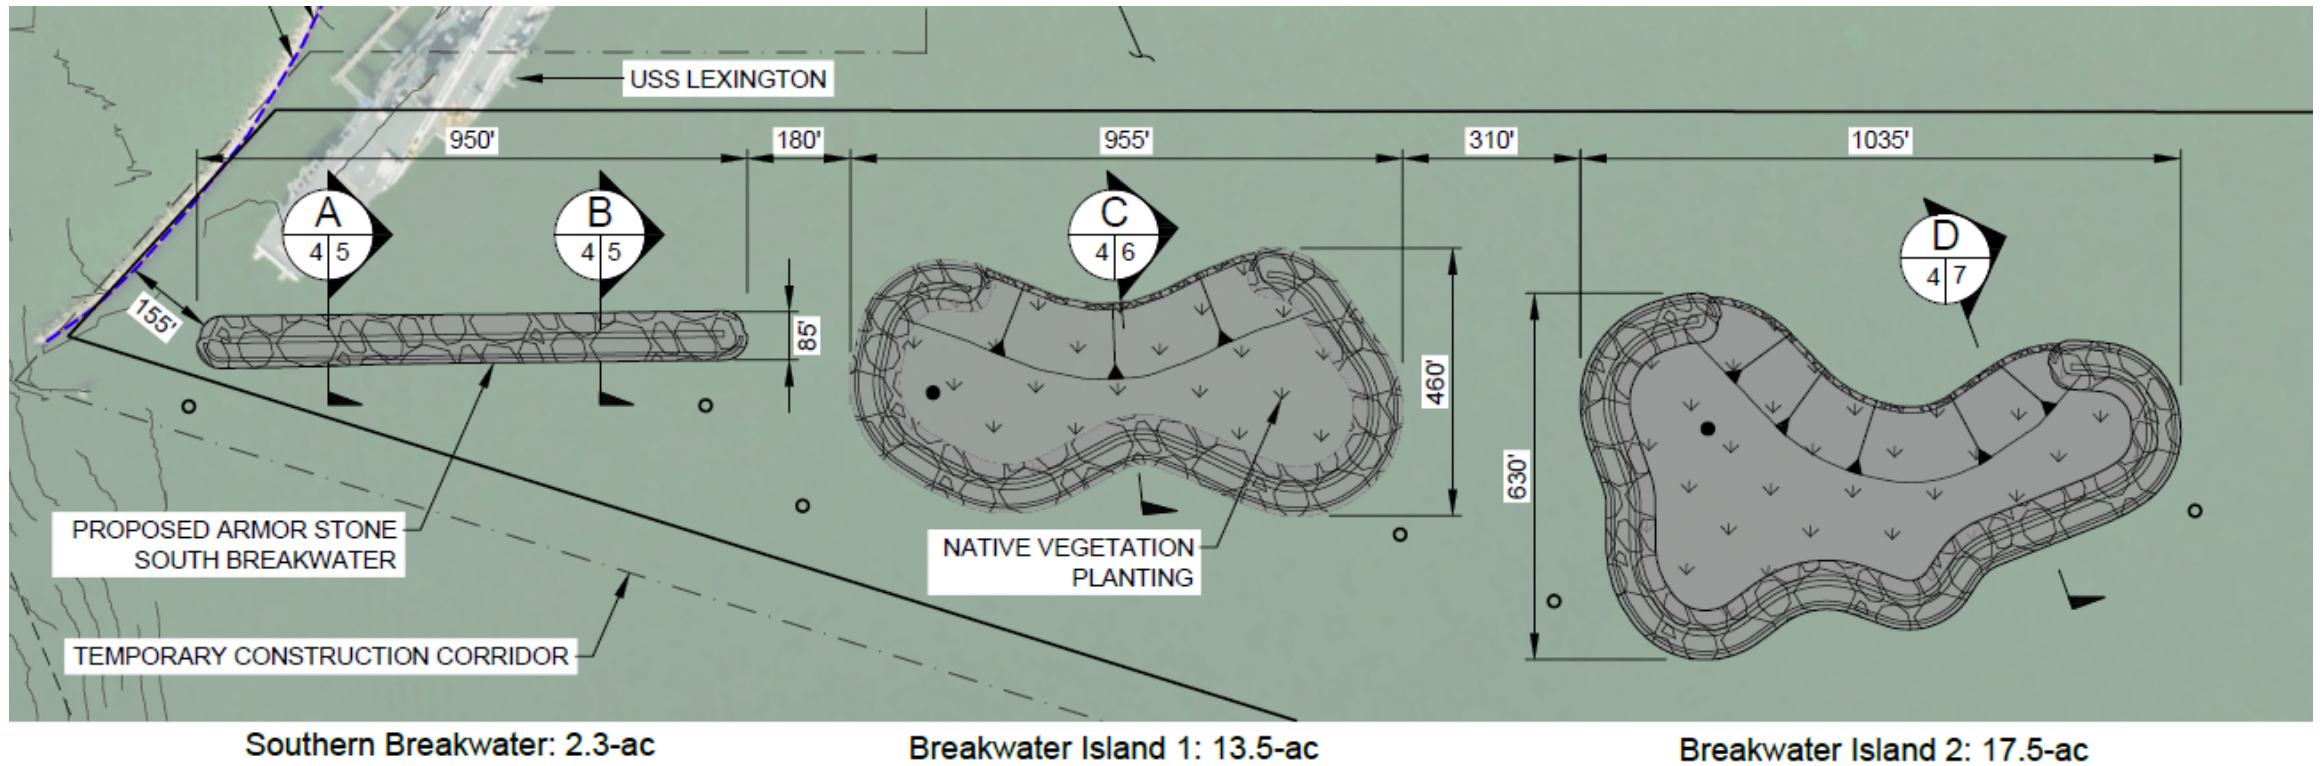 USS LEXINGTON
950'
180'
955'
310'
1035'
A
4 5
B
4 5
C
4 6
D
4 7
155'
85'
460'
630'
PROPOSED ARMOR STONE
SOUTH BREAKWATER
NATIVE VEGETATION
PLANTING
TEMPORARY CONSTRUCTION CORRIDOR
Southern Breakwater: 2.3-ac
Breakwater Island 1: 13.5-ac
Breakwater Island 2: 17.5-ac